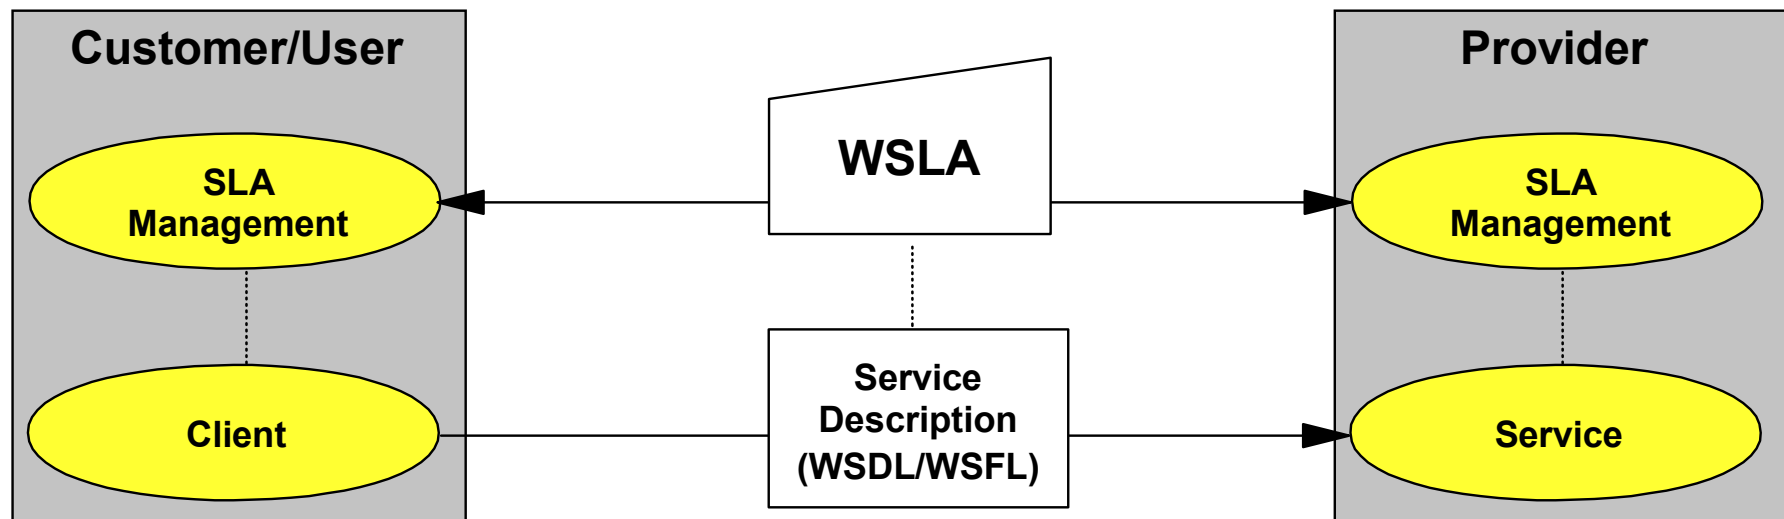 Customer/User
Provider
WSLA
SLA
Management
SLA
Management
Service
Description
(WSDL/WSFL)
Client
Service